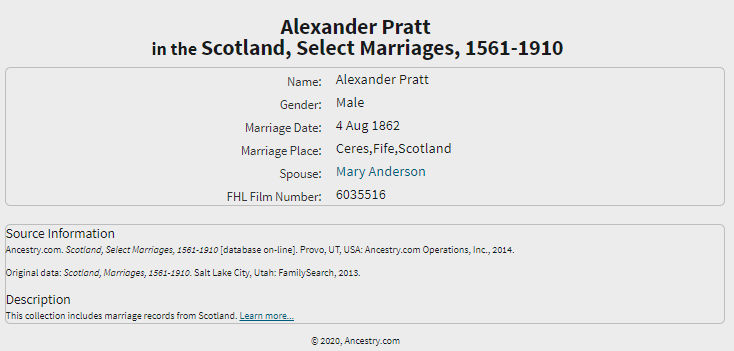 Alexander Pratt
in the Scotland, Select Marriages, 1561-1910
Name: Alexander Pratt
Gender: Male
Marriage Date: 4 Aug 1862
Marriage Place: Ceres,Fife,Scotland
Spouse: Mary Anderson
FHL Film Number: 6035516
Source Information
Ancestry.com. Scotland, Select Marriages, 1561-1910 [database on-line]. Provo, UT, USA: Ancestry.com Operations, Inc., 2014.
Original data: Scotland, Marriages, 1561-1910. Salt Lake City, Utah: FamilySearch, 2013.
Description
This collection includes marriage records from Scotland. Learn more...
© 2020, Ancestry.com